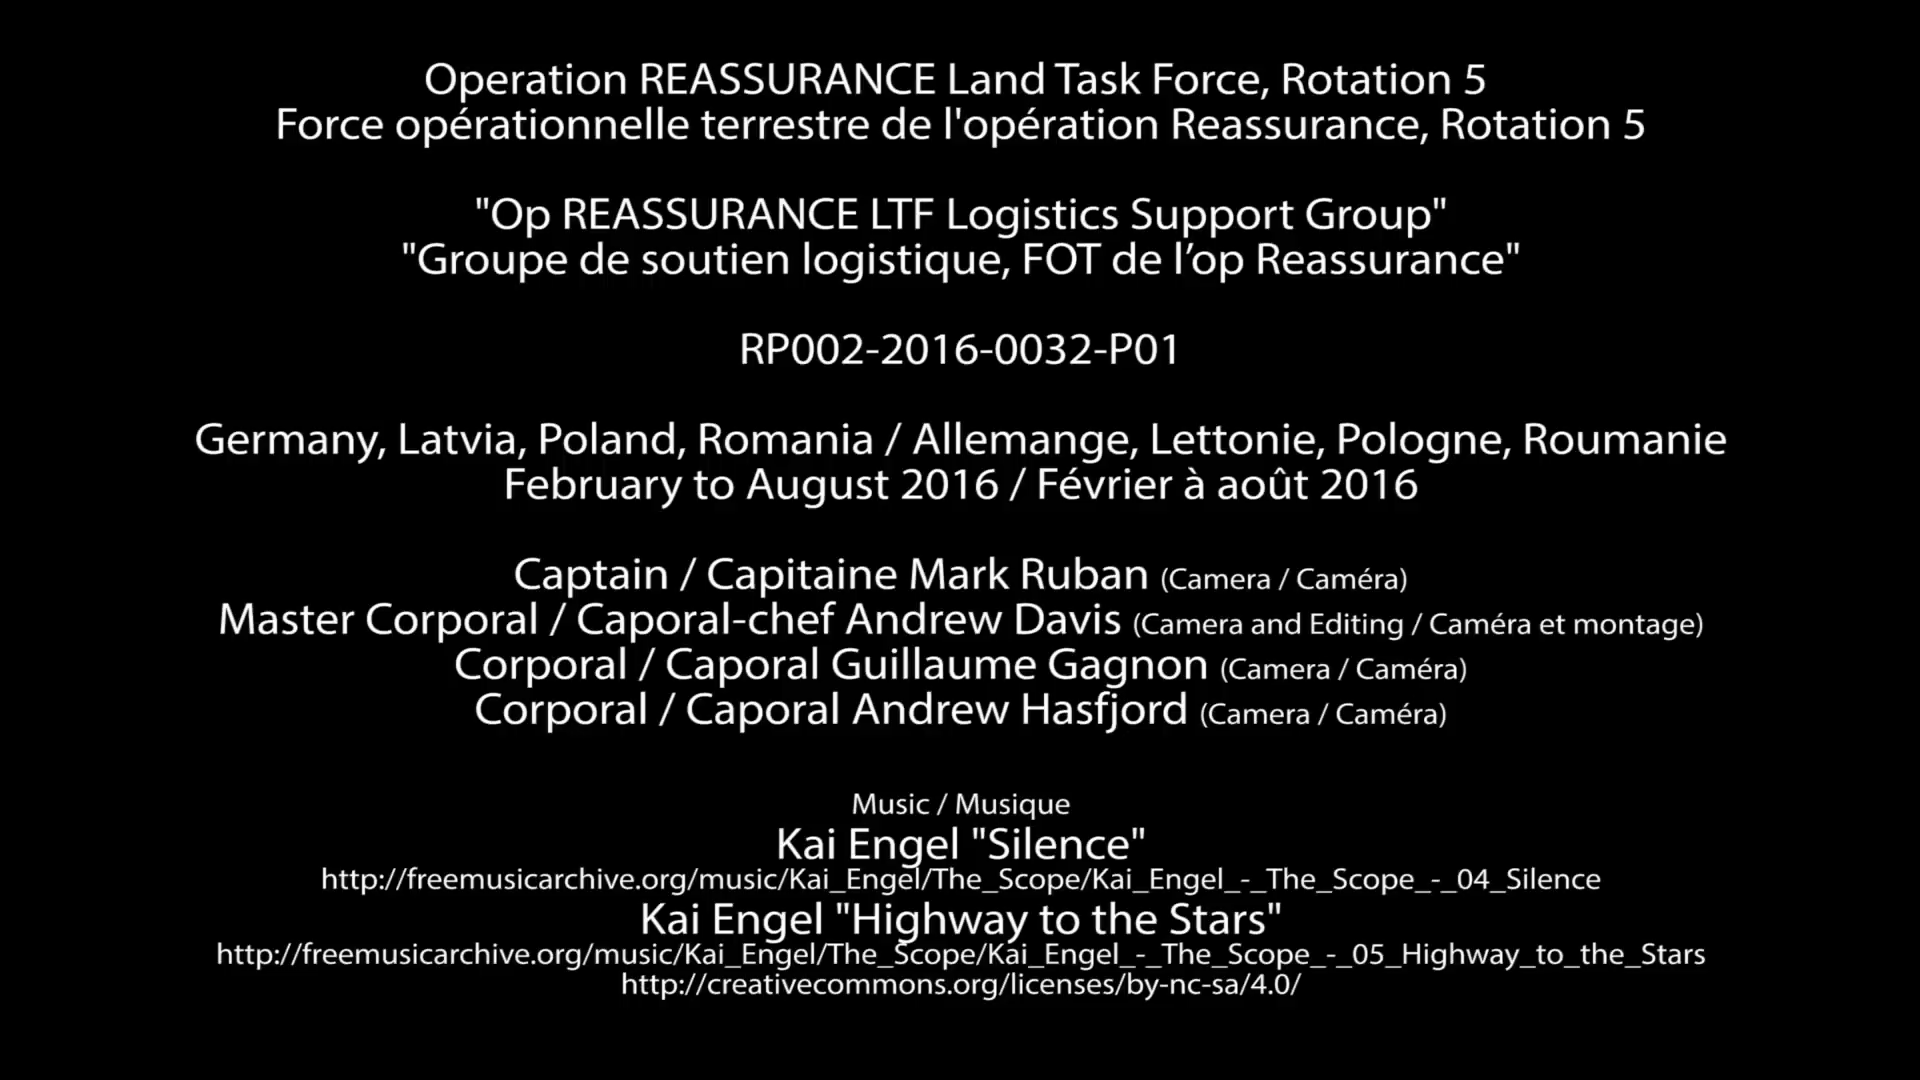 Operation REASSURANCE Land Task Force, Rotation 5
Force opérationnelle terrestre de l'opération Reassurance, Rotation 5
"Op REASSURANCE LTF Logistics Support Group"
"Groupe de soutien logistique, FOT de l’op Reassurance"
RP002-2016-0032-P01
Germany, Latvia, Poland, Romania / Allemange, Lettonie, Pologne, Roumanie
February to August 2016 / Février à août 2016
Captain / Capitaine Mark Ruban (Camera / Caméra)
Master Corporal / Caporal-chef Andrew Davis (Camera and Editing / Caméra et montage)
Corporal / Caporal Guillaume Gagnon (Camera / Caméra)
Corporal / Caporal Andrew Hasfjord (Camera / Caméra)
Music / Musique
Kai Engel "Silence"
http://freemusicarchive.org/music/Kai_Engel/The_Scope/Kai_Engel_-_The_Scope_-_04_Silence
Kai Engel "Highway to the Stars"
http://freemusicarchive.org/music/Kai_Engel/The_Scope/Kai_Engel_-_The_Scope_-_05_Highway_to_the_Stars
http://creativecommons.org/licenses/by-nc-sa/4.0/